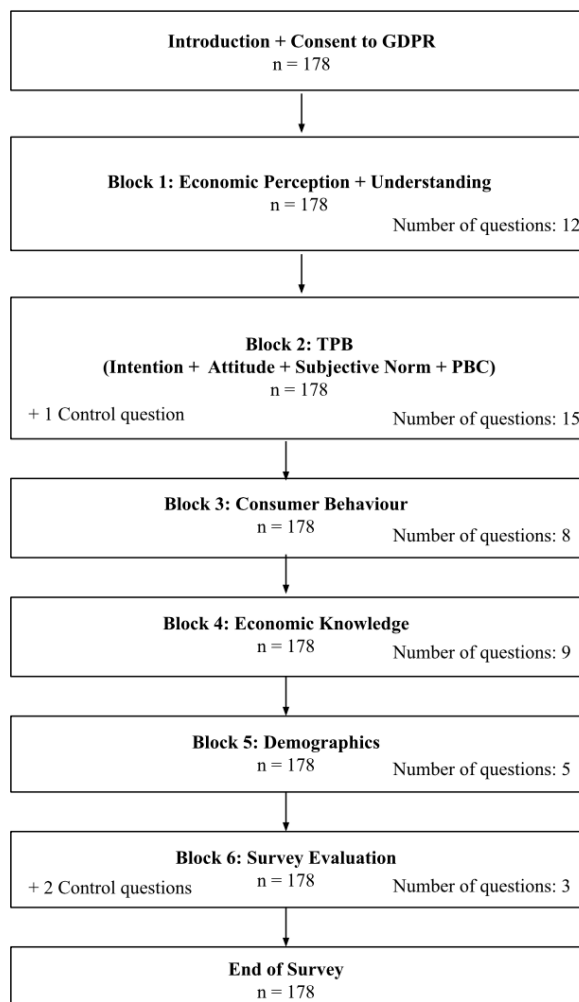 Introduction + Consent to GDPR
n = 178
Block 1: Economic Perception + Understanding
n = 178
Number of questions: 12
Block 2: TPB
(Intention + Attitude + Subjective Norm + PBC)
n = 178
+ 1 Control question
Number of questions: 15
Block 3: Consumer Behaviour
n = 178
Number of questions: 8
Block 4: Economic Knowledge
n = 178
Number of questions: 9
Block 5: Demographics
n = 178
Number of questions: 5
Block 6: Survey Evaluation
+ 2 Control questions
n = 178
Number of questions: 3
End of Survey
n = 178